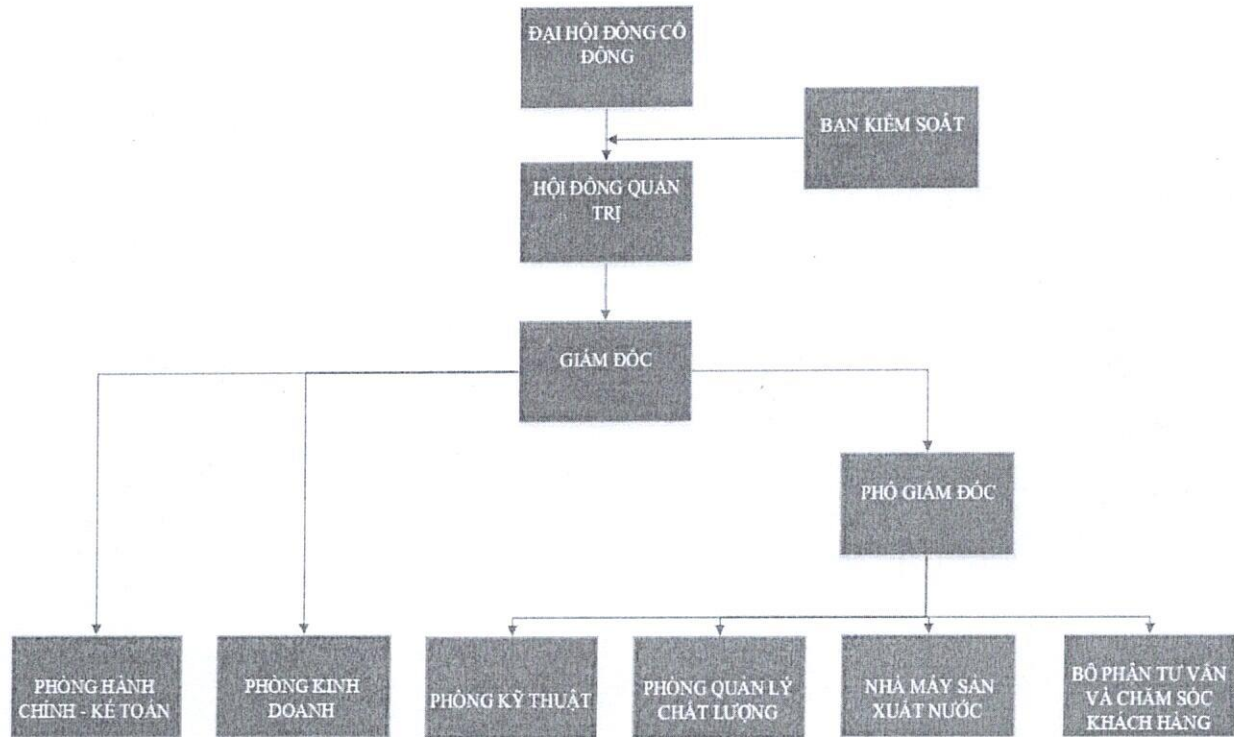 ĐẠI HỘI ĐỒNG CỔ
ĐÔNG
BAN KIỂM SOÁT
HỘI ĐỒNG QUẢN
TRỊ
GIÁM ĐỐC
PHÓ GIÁM ĐỐC
PHÒNG HÀNH
CHÍNH - KẾ TOÁN
PHÒNG KINH
DOANH
PHÒNG KỸ THUẬT
PHÒNG QUẢN LÝ
CHẤT LƯỢNG
NHÀ MÁY SẢN
XUẤT NƯỚC
BỘ PHẬN TƯ VẤN
VÀ CHĂM SÓC
KHÁCH HÀNG